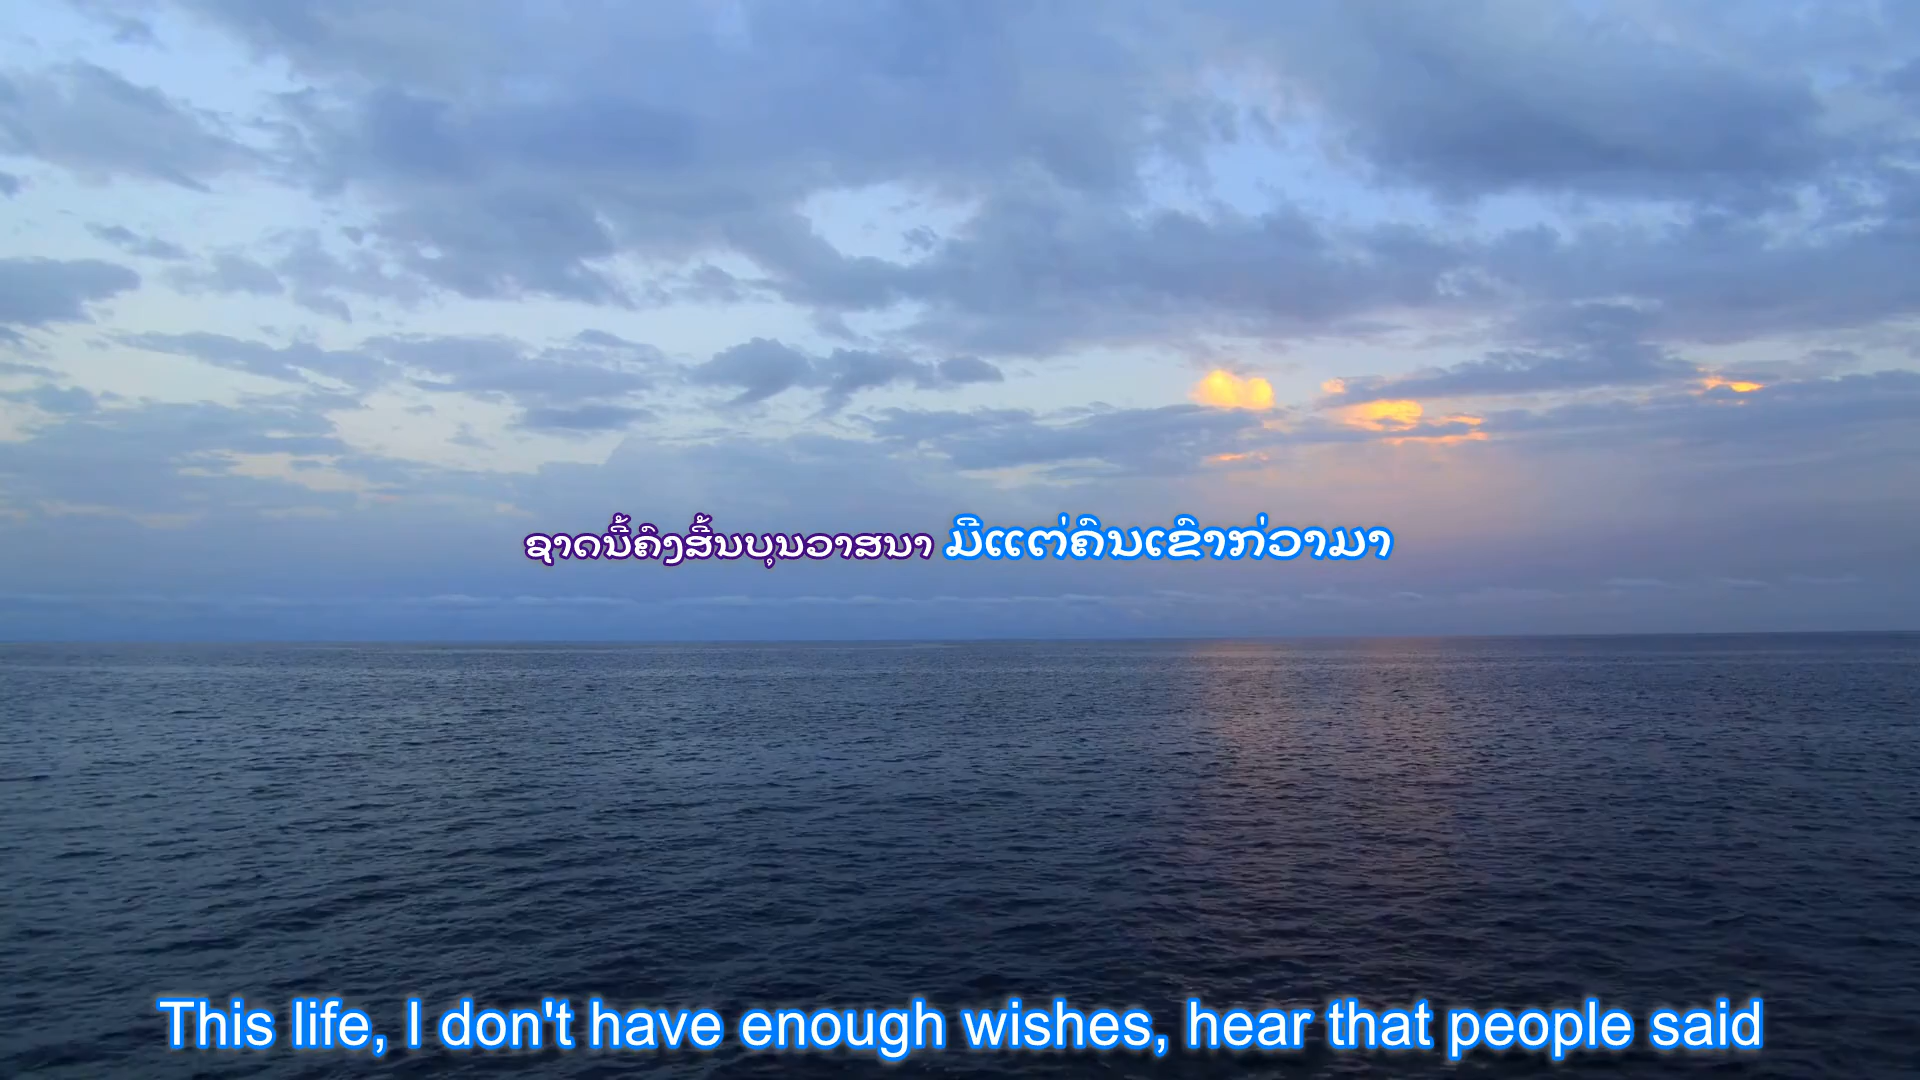 ຊາດນີ້ຄົງສິ້ນບຸນວາສນາ ມີແຕ່ຄົນເຂົາກ່ວາມາ
This life, I don't have enough wishes, hear that people said